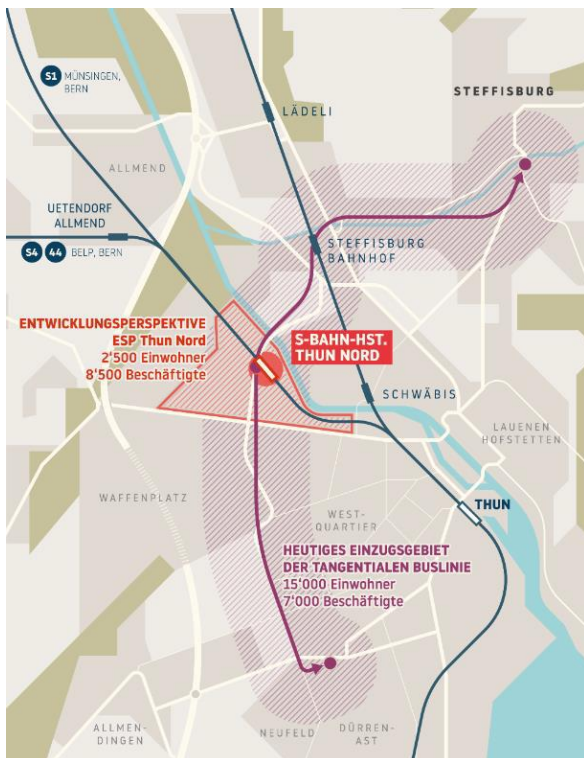 S1 MÜNSINGEN,
BERN
STEFFISBURG
LÄDELI
ALLMEND
UETENDORF
ALLMEND
S4 44 BELP, BERN
STEFFISBURG
BAHNHOF
ENTWICKLUNGSPERSPEKTIVE
ESP Thun Nord
2'500 Einwohner
8'500 Beschäftigte
S-BAHN-HST.
THUN NORD
SCHWÄBIS
LAUENEN
HOFSTETTEN
WAFFENPLATZ
WEST-
QUARTIER
THUN
HEUTIGES EINZUGSGEBIET
DER TANGENTIALEN BUSLINIE
15'000 Einwohner
7'000 Beschäftigte
ALLMEN-
DINGEN
NEUFELD
DÜRREN-
AST